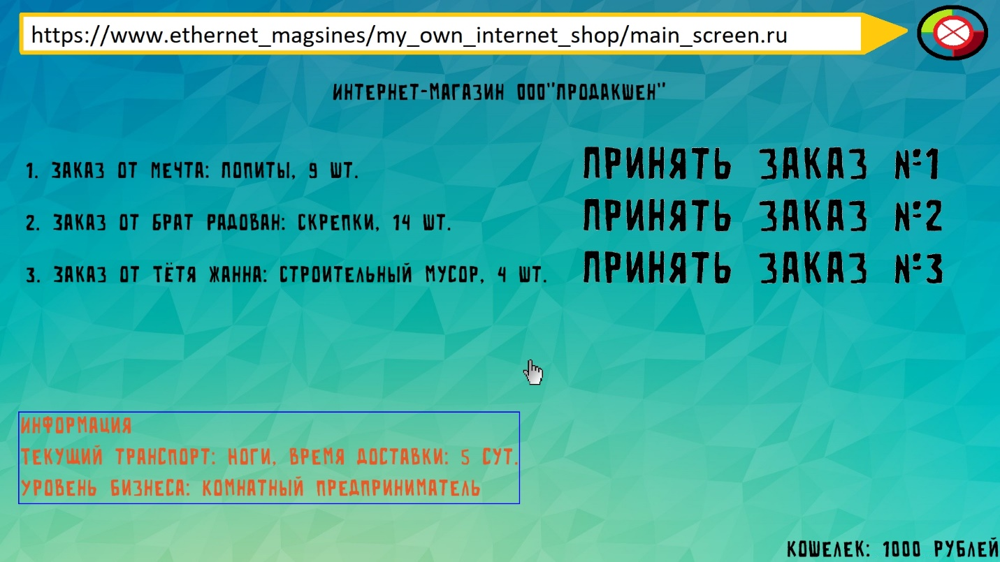 https://www.ethernet_magsines/my_own_internet_shop/main_screen.ru
ИНТЕРНЕТ-МАГАЗИН ООО"ПРОДАКШЕН"
1. ЗАКАЗ ОТ МЕЧТА: ПОПИТЫ, 9 ШТ. ПРИНЯТЬ ЗАКАЗ №1
2. ЗАКАЗ ОТ БРАТ РАДОВАН: СКРЕПКИ, 14 ШТ. ПРИНЯТЬ ЗАКАЗ №2
3. ЗАКАЗ ОТ ТЁТЯ ЖАННА: СТРОИТЕЛЬНЫЙ МУСОР, 4 ШТ. ПРИНЯТЬ ЗАКАЗ №3
ИНФОРМАЦИЯ
ТЕКУЩИЙ ТРАНСПОРТ: НОГИ, ВРЕМЯ ДОСТАВКИ: 5 СУТ.
УРОВЕНЬ БИЗНЕСА: КОМНАТНЫЙ ПРЕДПРИНИМАТЕЛЬ
КОШЕЛЕК: 1000 РУБЛЕЙ